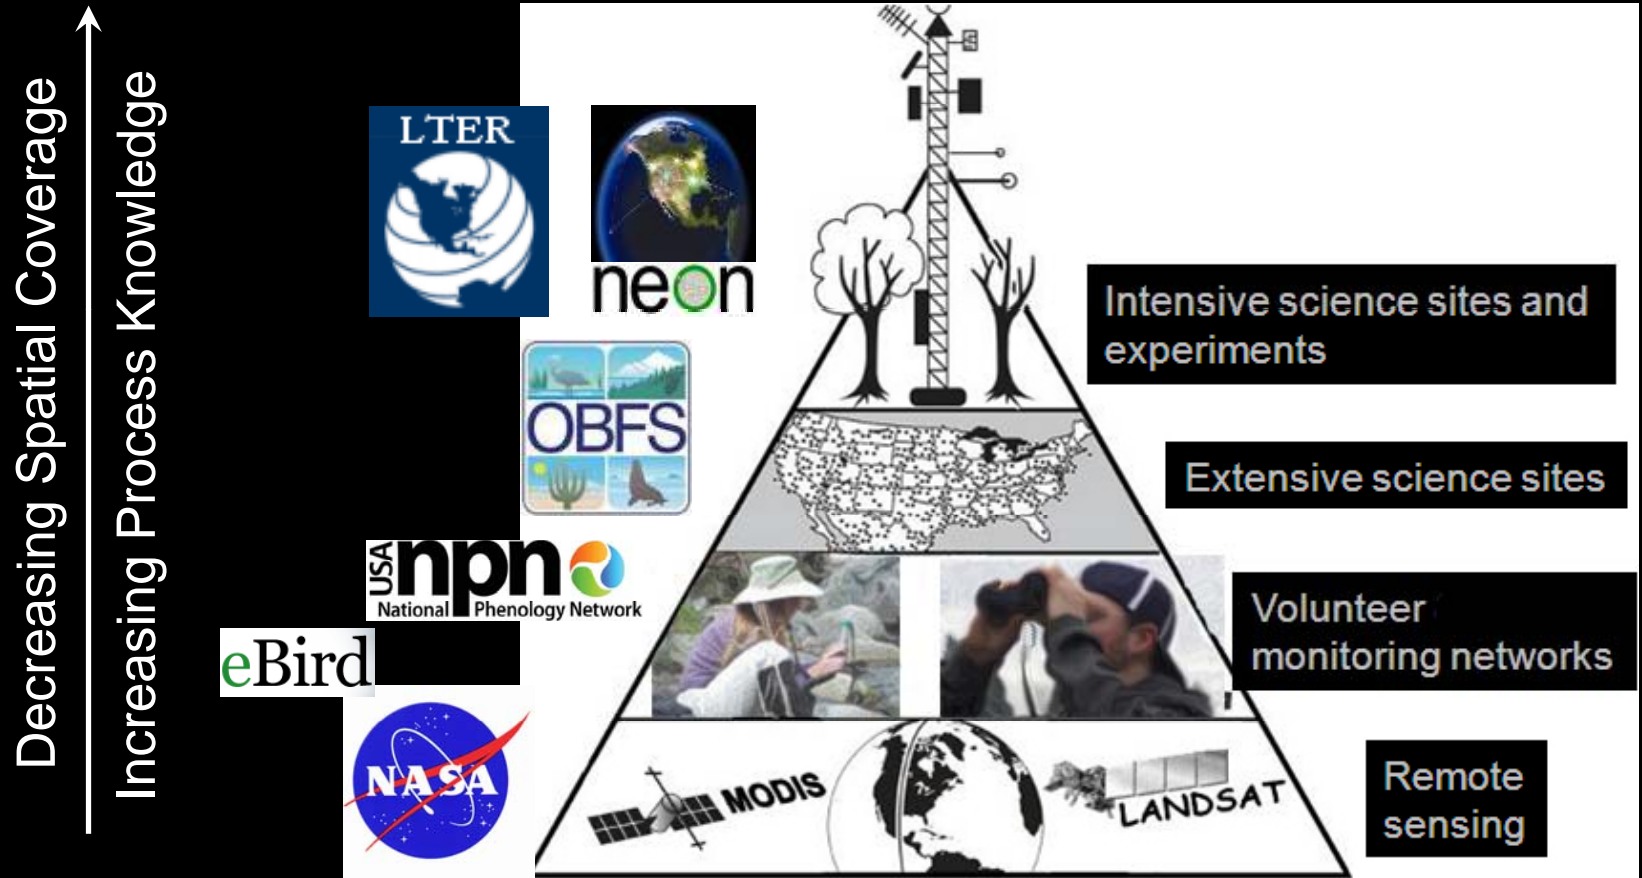 Decreasing Spatial Coverage
Increasing Process Knowledge
LTER
neon
Intensive science sites and
experiments
OBFS
Extensive science sites
USA npn
National Phenology Network
eBird
Volunteer
monitoring networks
NASA
MODIS
LANDSAT
Remote
sensing